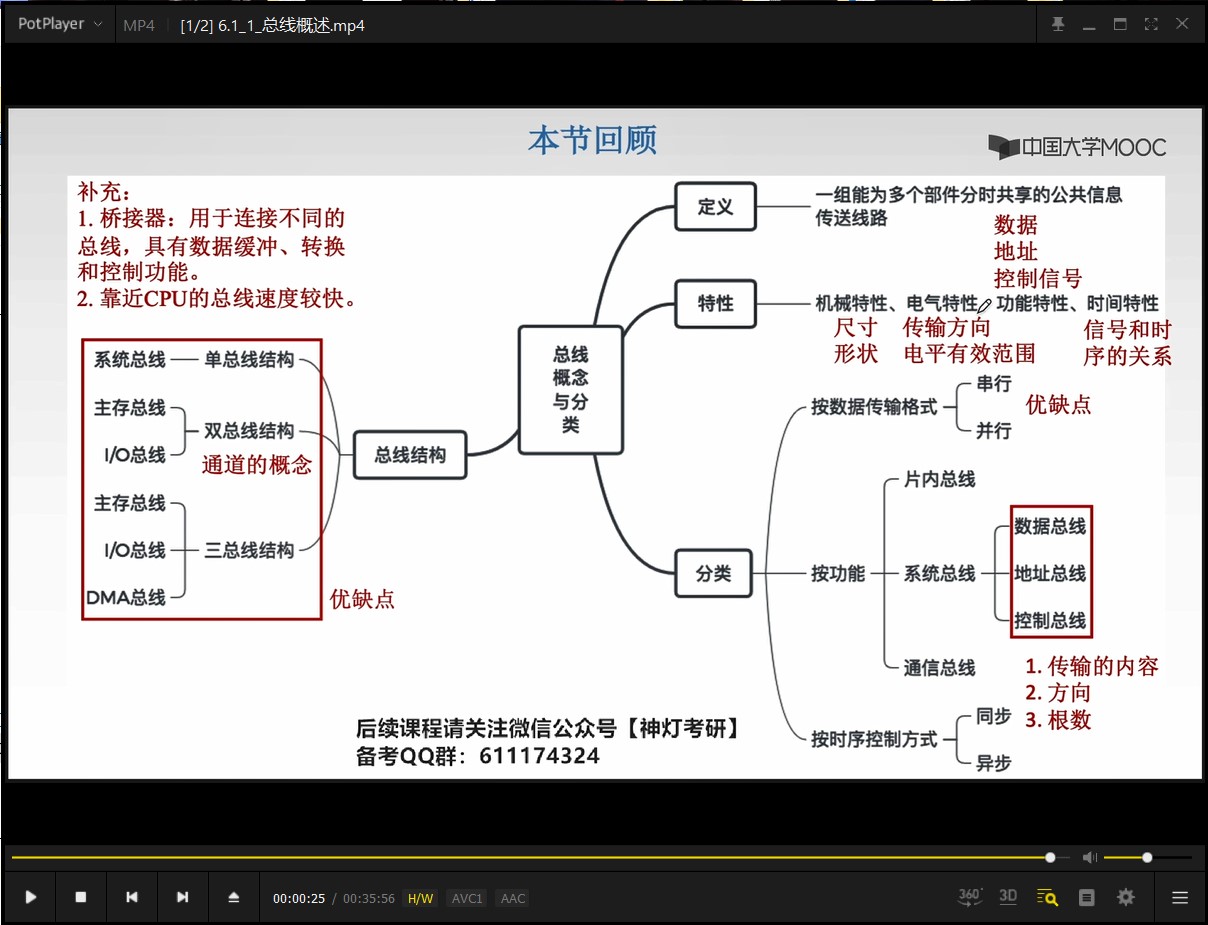 PotPlayer
MP4
[1/2] 6.1_1_总线概述.mp4
本节回顾
中国大学MOOC
补充：
1. 桥接器：用于连接不同的
总线，具有数据缓冲、转换
和控制功能。
2. 靠近CPU的总线速度较快。
定义
一组能为多个部件分时共享的公共信息
传送线路
数据
地址
控制信号
特性
机械特性、电气特性、功能特性、时间特性
尺寸
形状
传输方向
电平有效范围
信号和时
序的关系
总线
概念
与分
类
总线结构
系统总线
单总线结构
主存总线
I/O总线
双总线结构
通道的概念
主存总线
I/O总线
DMA总线
三总线结构
优缺点
分类
按数据传输格式
串行
并行
优缺点
按功能
片内总线
系统总线
数据总线
地址总线
控制总线
通信总线
1. 传输的内容
2. 方向
3. 根数
按时序控制方式
同步
异步
后续课程请关注微信公众号【神灯考研】
备考QQ群：611174324
00:00:25 / 00:35:56 H/W AVC1 AAC
360° 3D